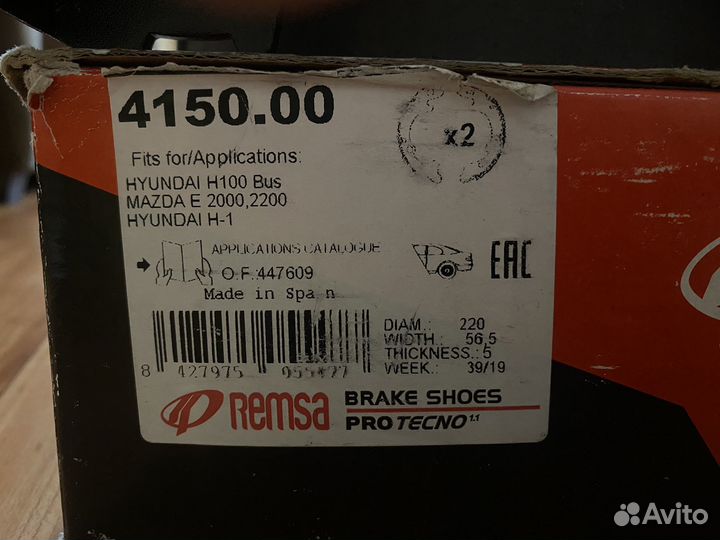 4150.00
x2
Fits for/Applications:
HYUNDAI H100 Bus
MAZDA E 2000,2200
HYUNDAI H-1
APPLICATIONS CATALOGUE
O.F.447609
EAC
Made in Spa n
DIAM.: 220
WIDTH.: 56,5
THICKNESS.: 5
WEEK.: 39/19
8 427975
REMSA
BRAKE SHOES
PRO TECNO 1.1
Avito